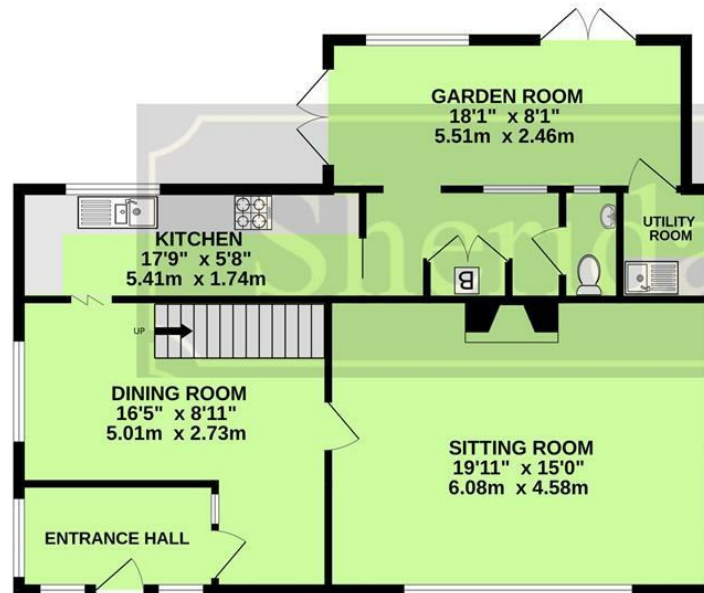 GARDEN ROOM
18'1" x 8'1"
5.51m x 2.46m
UTILITY
ROOM
KITCHEN
17'9" x 5'8"
5.41m x 1.74m
B
UP
DINING ROOM
16'5" x 8'11"
5.01m x 2.73m
SITTING ROOM
19'11" x 15'0"
6.08m x 4.58m
ENTRANCE HALL